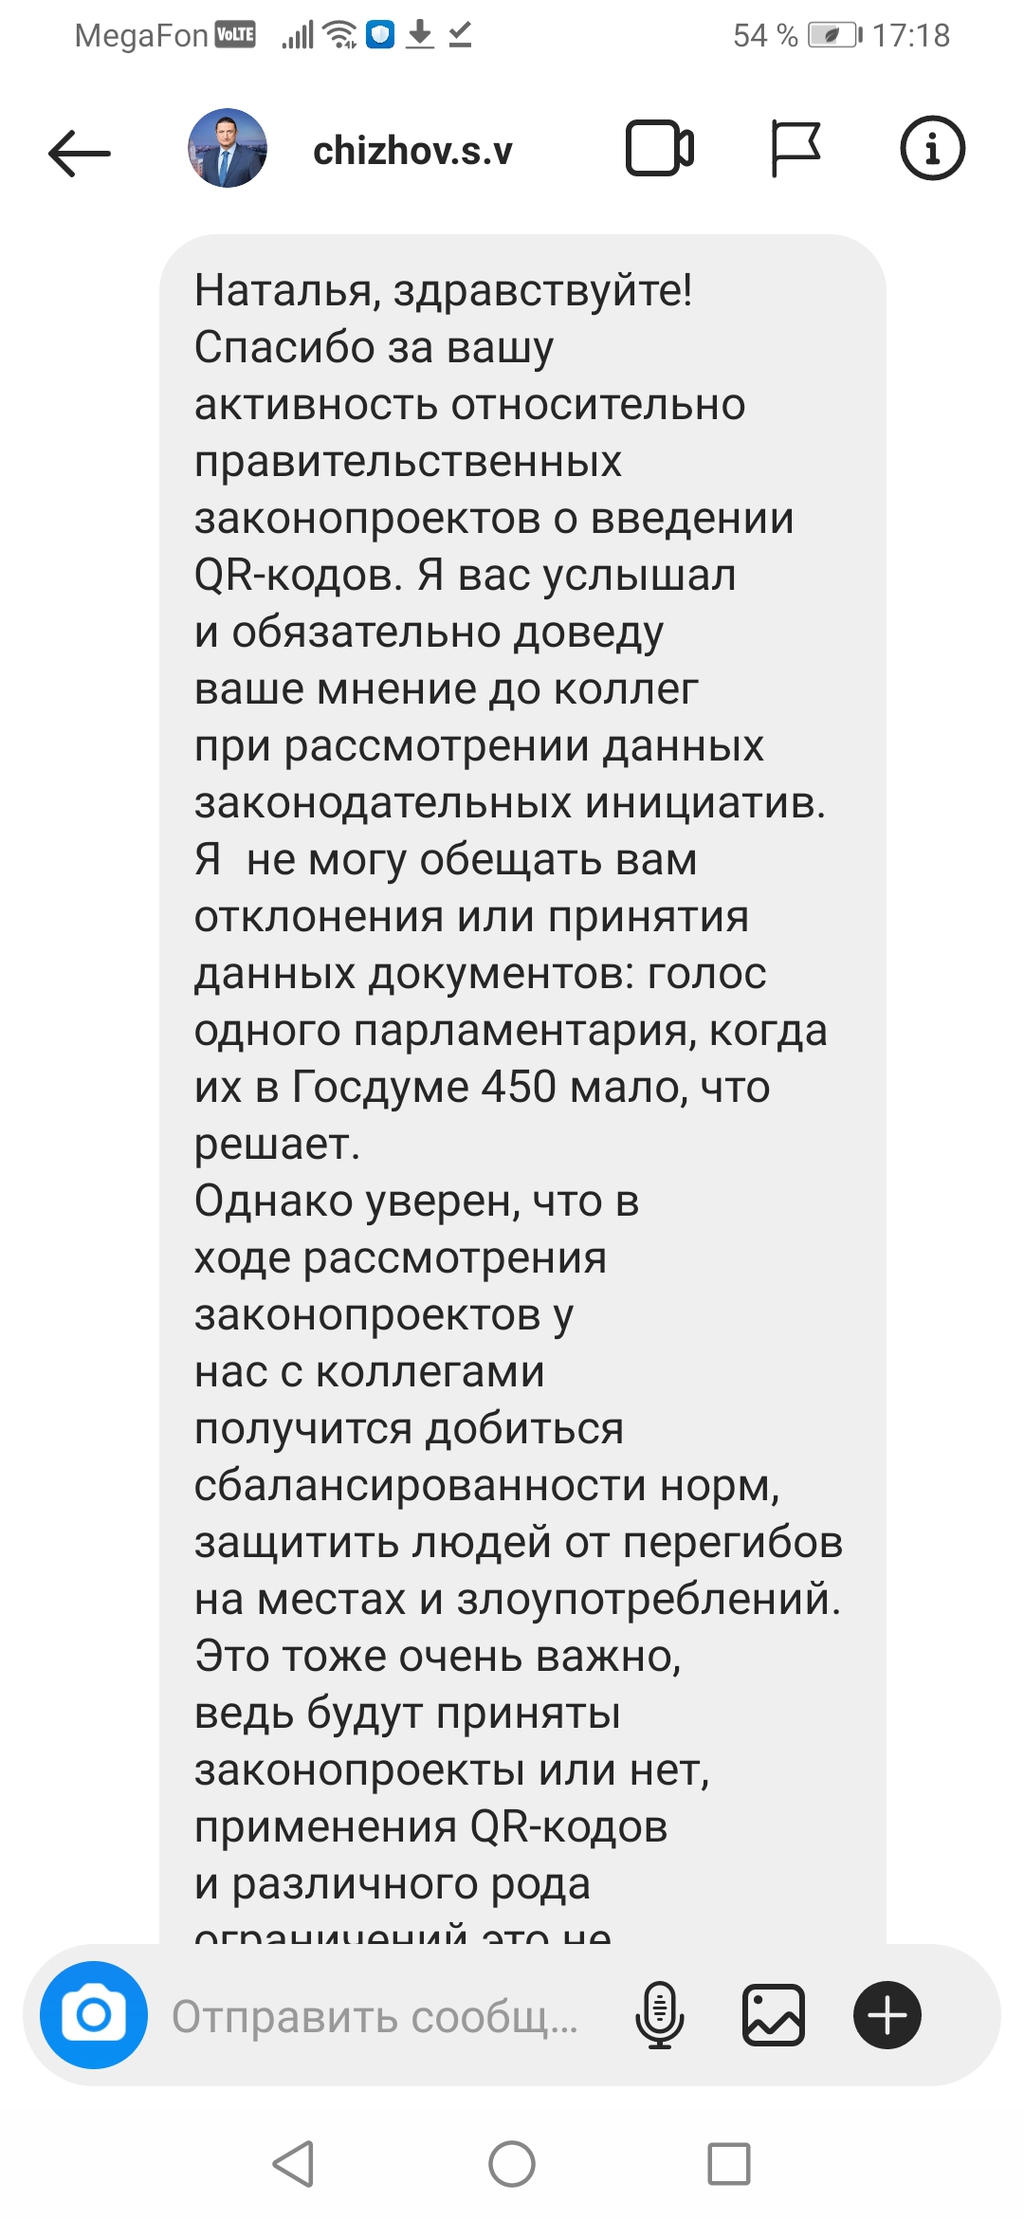 MegaFon VoLTE 54 % 17:18
chizhov.s.v
Наталья, здравствуйте!
Спасибо за вашу
активность относительно
правительственных
законопроектов о введении
QR-кодов. Я вас услышал
и обязательно доведу
ваше мнение до коллег
при рассмотрении данных
законодательных инициатив.
Я  не могу обещать вам
отклонения или принятия
данных документов: голос
одного парламентария, когда
их в Госдуме 450 мало, что
решает.
Однако уверен, что в
ходе рассмотрения
законопроектов у
нас с коллегами
получится добиться
сбалансированности норм,
защитить людей от перегибов
на местах и злоупотреблений.
Это тоже очень важно,
ведь будут приняты
законопроекты или нет,
применения QR-кодов
и различного рода
ограничений это не
Отправить сообщ...